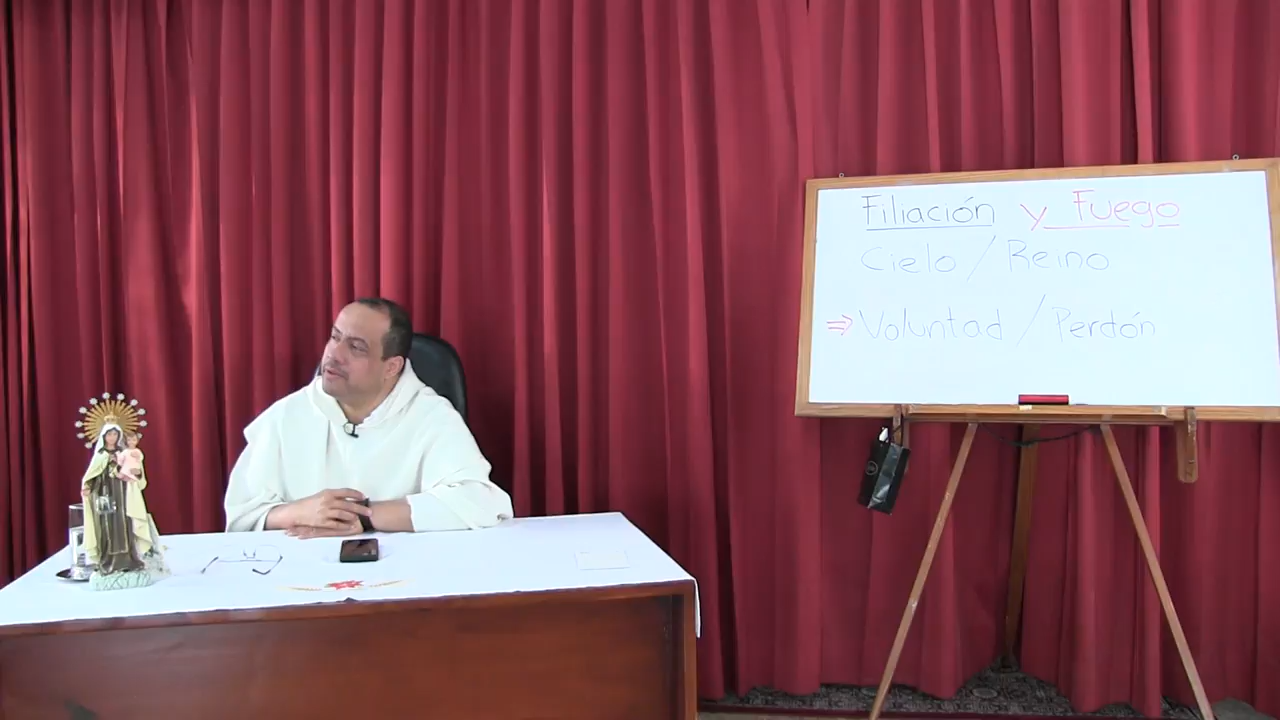 Filiación y Fuego
Cielo / Reino
⇒ Voluntad / Perdón